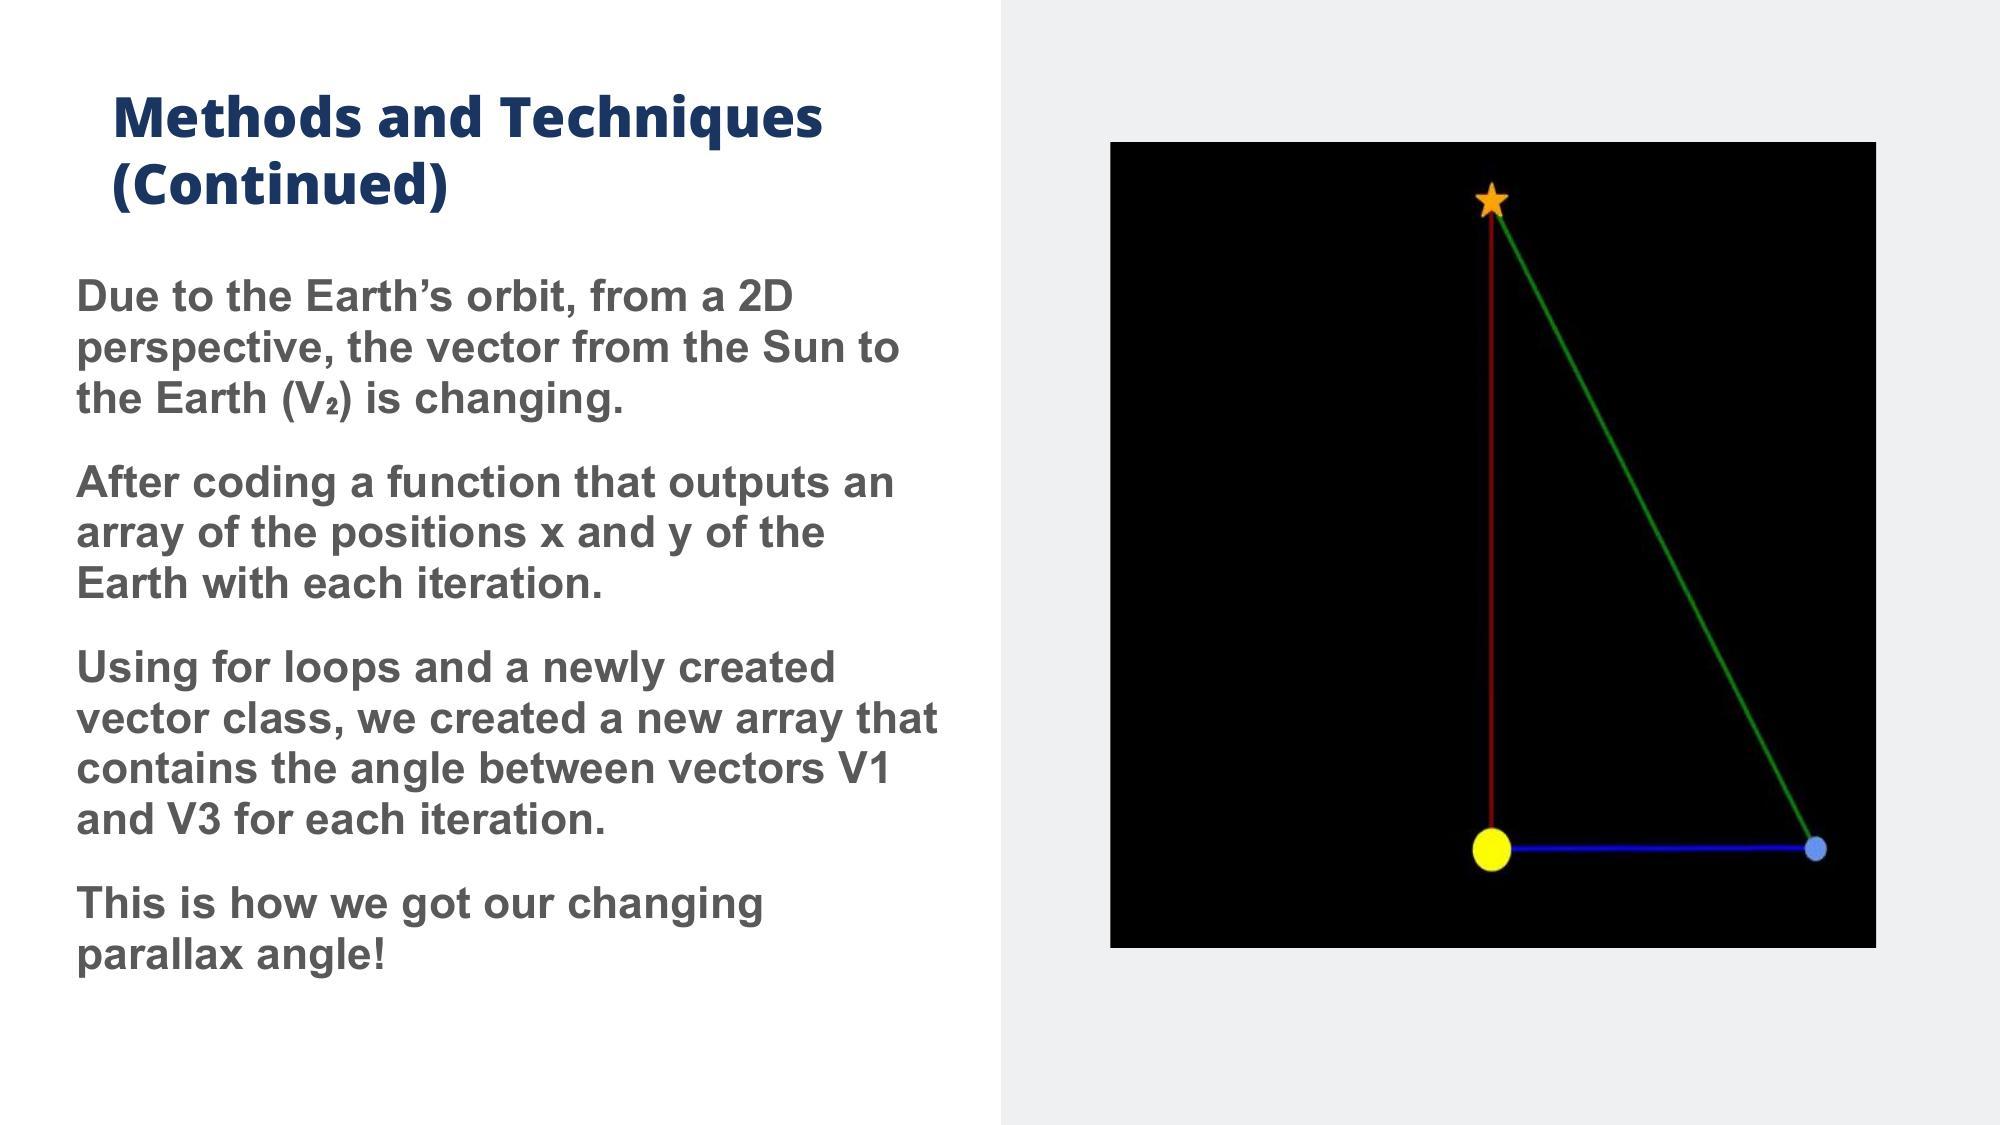 Methods and Techniques
(Continued)
Due to the Earth’s orbit, from a 2D
perspective, the vector from the Sun to
the Earth (V₂) is changing.
After coding a function that outputs an
array of the positions x and y of the
Earth with each iteration.
Using for loops and a newly created
vector class, we created a new array that
contains the angle between vectors V1
and V3 for each iteration.
This is how we got our changing
parallax angle!